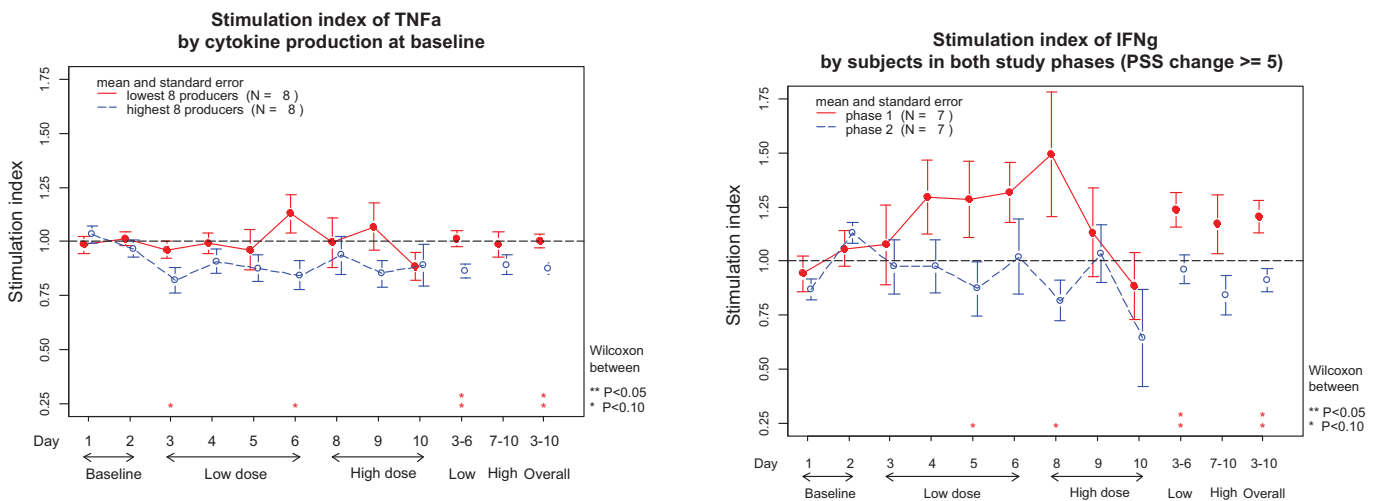 Stimulation index of TNFa
by cytokine production at baseline
mean and standard error
lowest 8 producers (N = 8 )
highest 8 producers (N = 8 )
Stimulation index
1.75
1.50
1.25
1.00
0.75
0.50
0.25
Wilcoxon
between
** P<0.05
* P<0.10
* * * * * *
Day 1 2 3 4 5 6 8 9 10 3-6 7-10 3-10
Baseline Low dose High dose Low High Overall
Stimulation index of IFNg
by subjects in both study phases (PSS change >= 5)
mean and standard error
phase 1 (N = 7 )
phase 2 (N = 7 )
Stimulation index
1.75
1.50
1.25
1.00
0.75
0.50
0.25
Wilcoxon
between
** P<0.05
* P<0.10
* * * * * *
Day 1 2 3 4 5 6 8 9 10 3-6 7-10 3-10
Baseline Low dose High dose Low High Overall